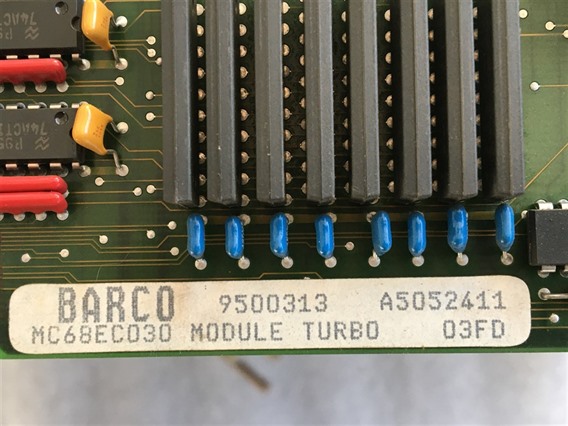 BARCO 9500313 A5052411
MC68EC030 MODULE TURBO 03FD